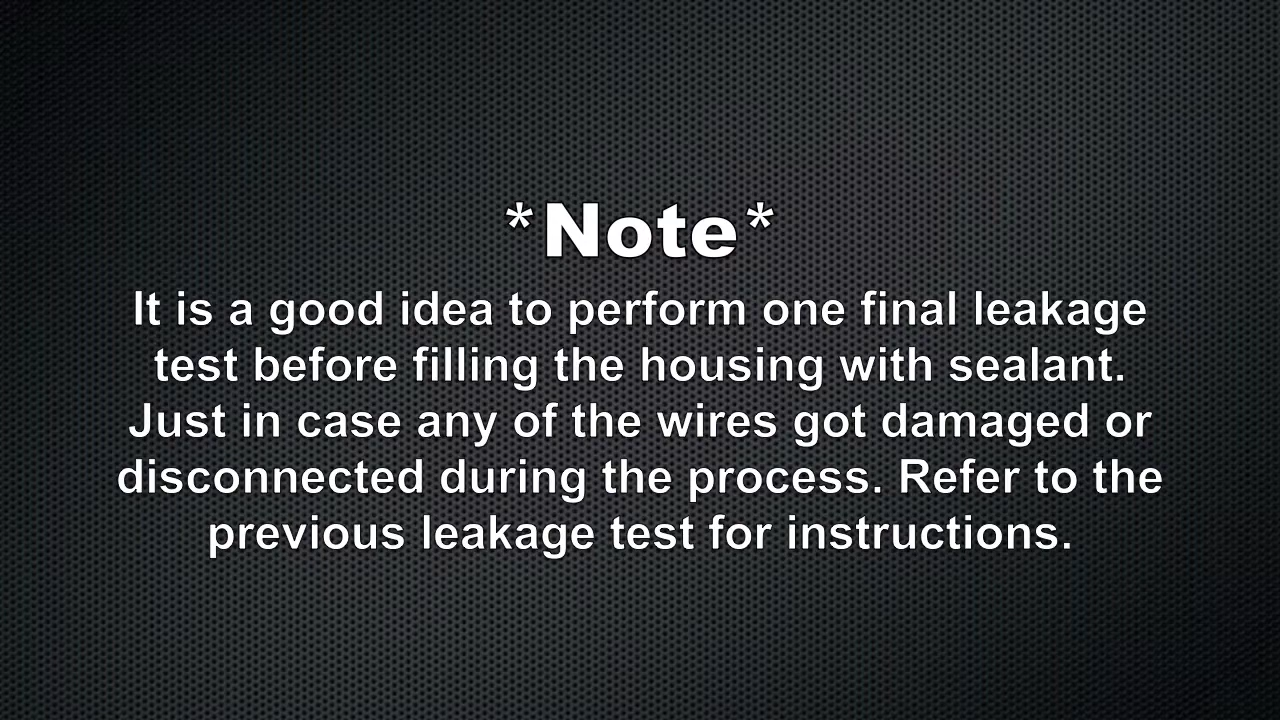 *Note*
It is a good idea to perform one final leakage
test before filling the housing with sealant.
Just in case any of the wires got damaged or
disconnected during the process. Refer to the
previous leakage test for instructions.